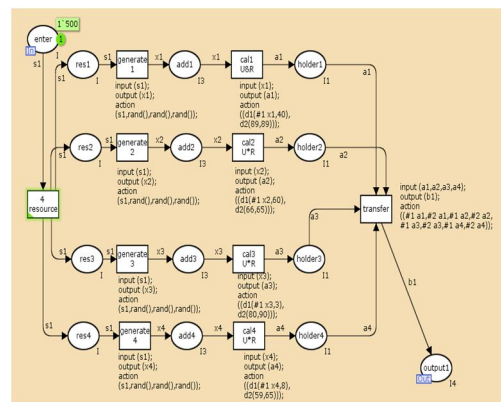 1`500
enter
1
In
I
s1
s1
s1
res1
I
s1
generate
1
x1
add1
I3
x1
cal1
U&R
a1
holder1
I1
a1
input (s1);
output (x1);
action
(s1,rand(),rand(),rand());
input (x1);
output (a1);
action
((d1(#1 x1,40),
d2(89,89)));
s1
res2
I
s1
generate
2
x2
add2
I3
x2
cal2
U*R
a2
holder2
I1
a2
input (s1);
output (x2);
action
(s1,rand(),rand(),rand());
input (x2);
output (a2);
action
((d1(#1 x2,60),
d2(66,65)));
4
resource
transfer
input (a1,a2,a3,a4);
output (b1);
action
((#1 a1,#2 a1,#1 a2,#2 a2,
#1 a3,#2 a3,#1 a4,#2 a4));
s1
res3
I
s1
generate
3
x3
add3
I3
x3
cal3
U*R
a3
holder3
I1
a3
input (s1);
output (x3);
action
(s1,rand(),rand(),rand());
input (x3);
output (a3);
action
((d1(#1 x3,3),
d2(80,90)));
b1
s1
res4
I
s1
generate
4
x4
add4
I3
x4
cal4
U*R
a4
holder4
I1
a4
input (s1);
output (x4);
action
(s1,rand(),rand(),rand());
input (x4);
output (a4);
action
((d1(#1 x4,8),
d2(59,65)));
output1
Out
I4